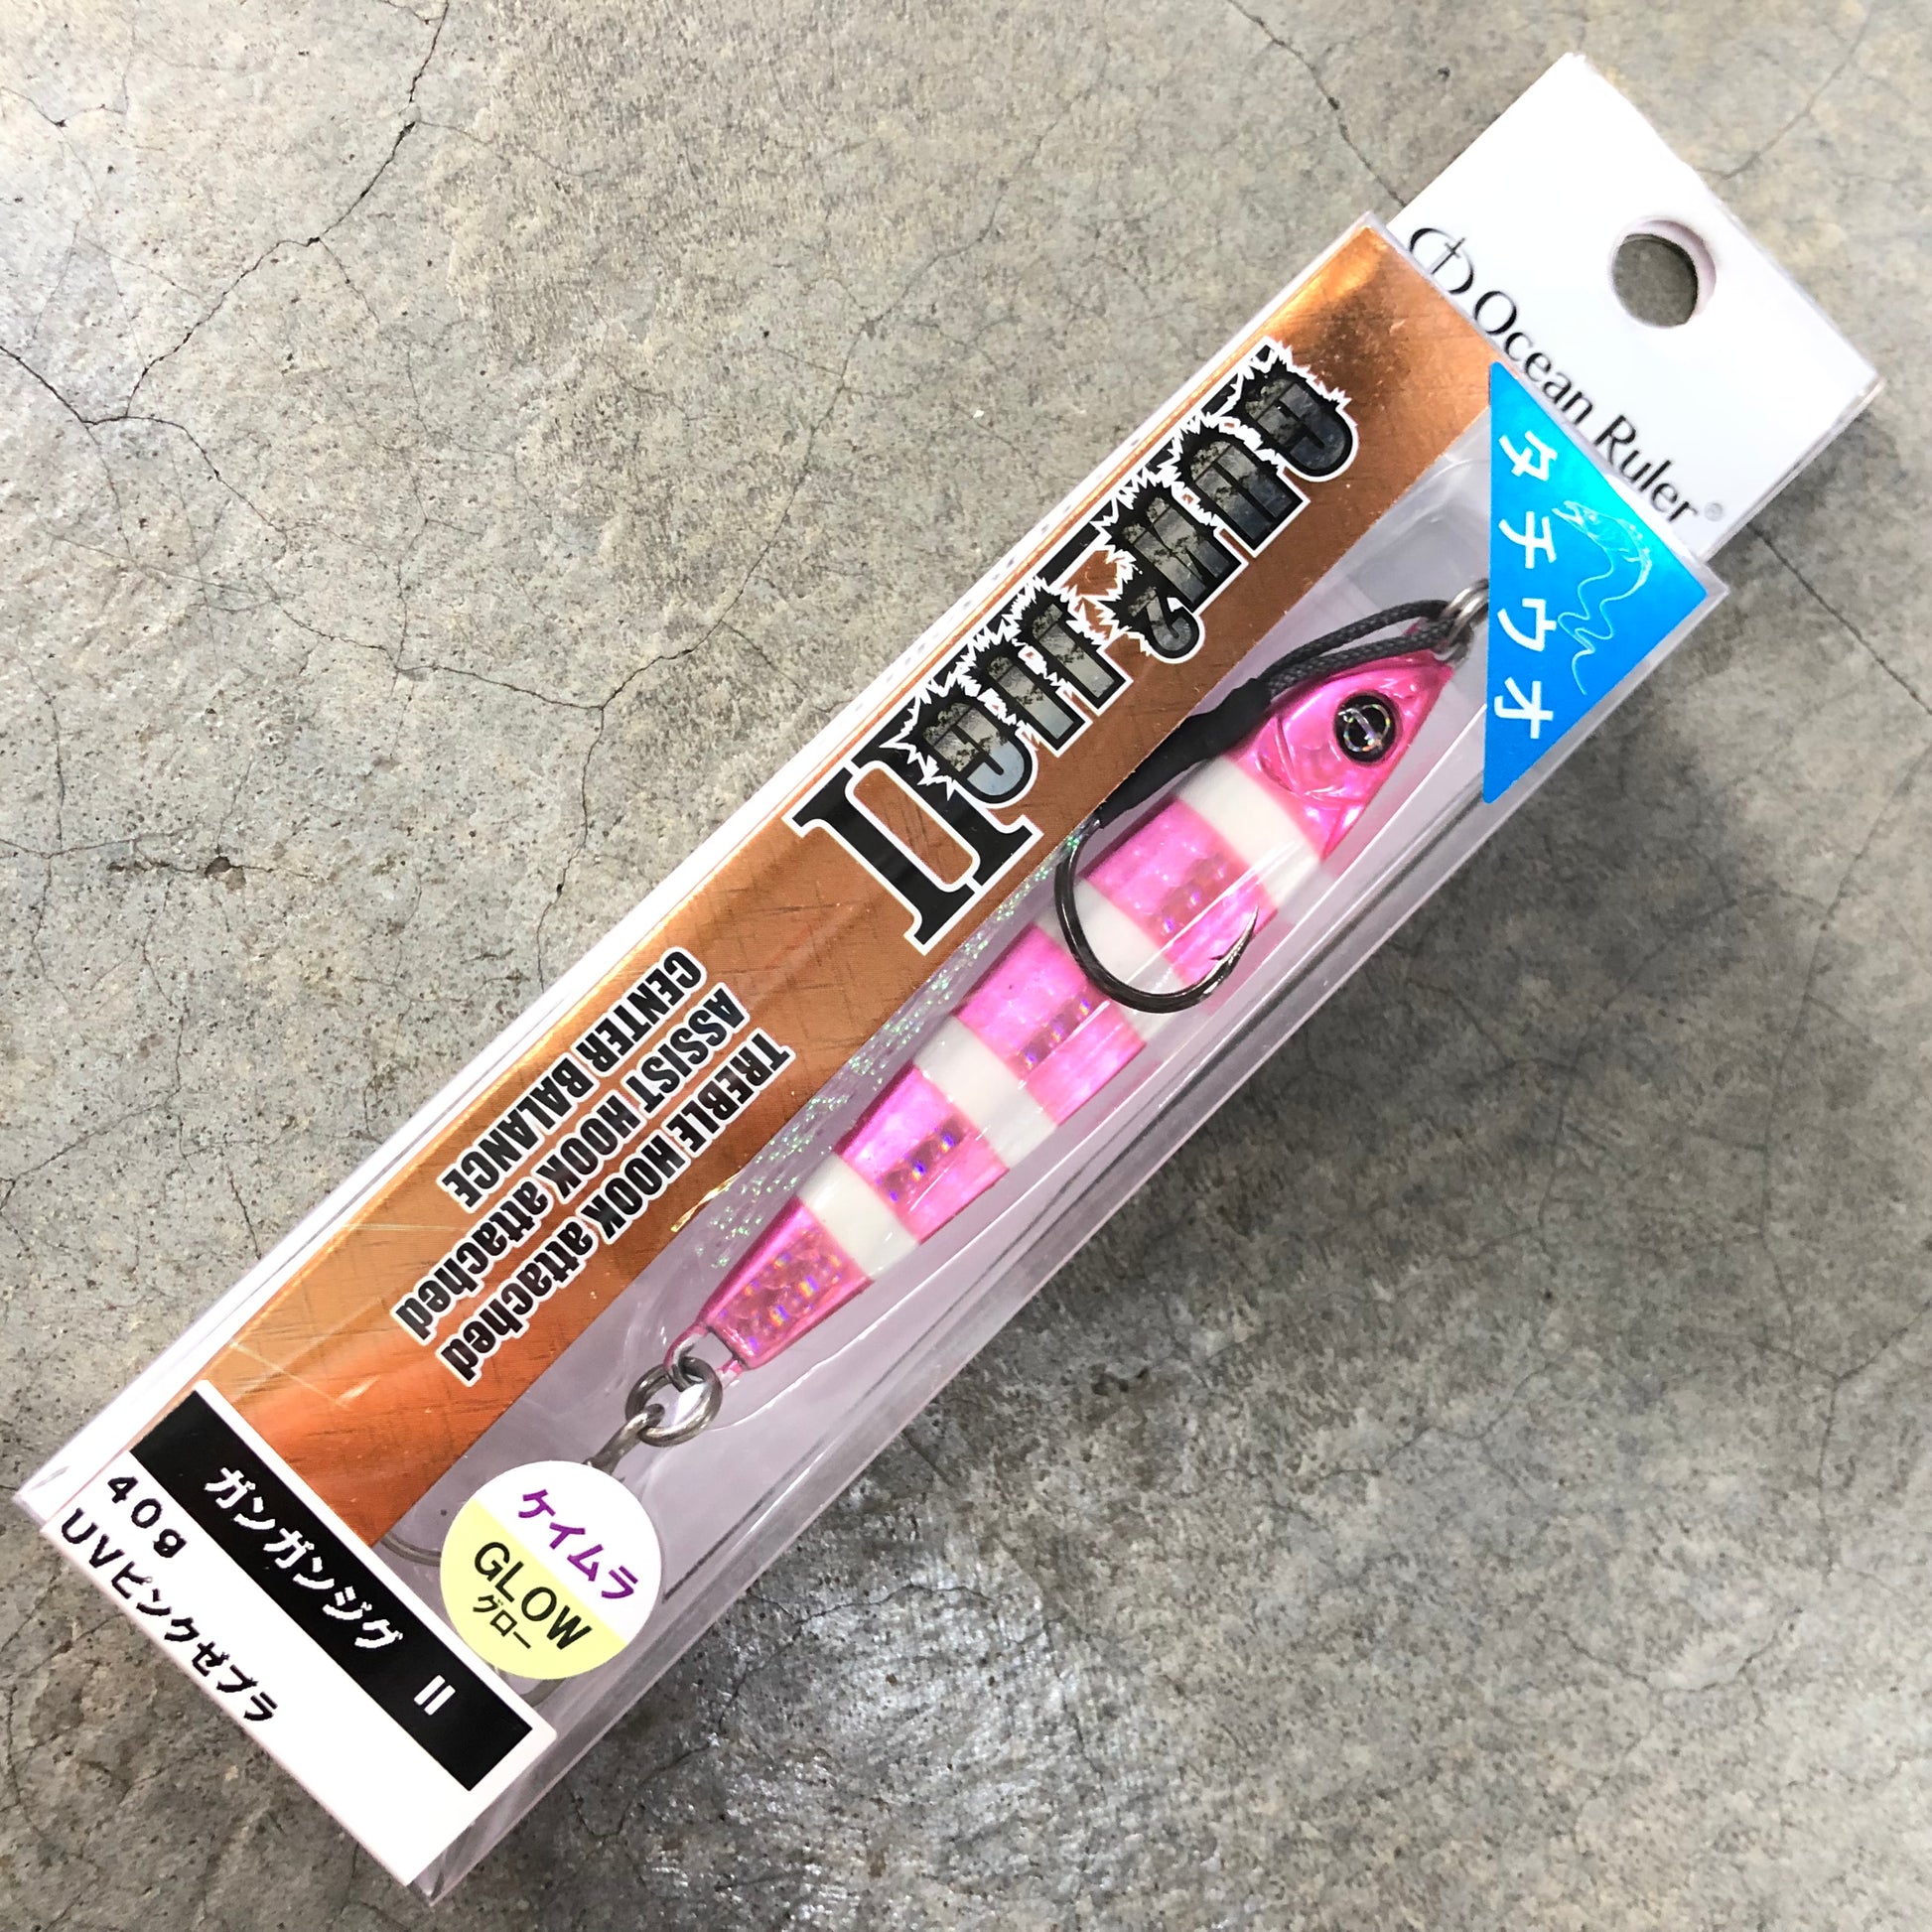 Ocean Ruler®
タチウオ
II
CENTER BALANCE
ASSIST HOOK attached
TREBLE HOOK attached
ケイムラ
GLOW
グロー
ガンガンジグ II
40g
UVピンクゼブラ